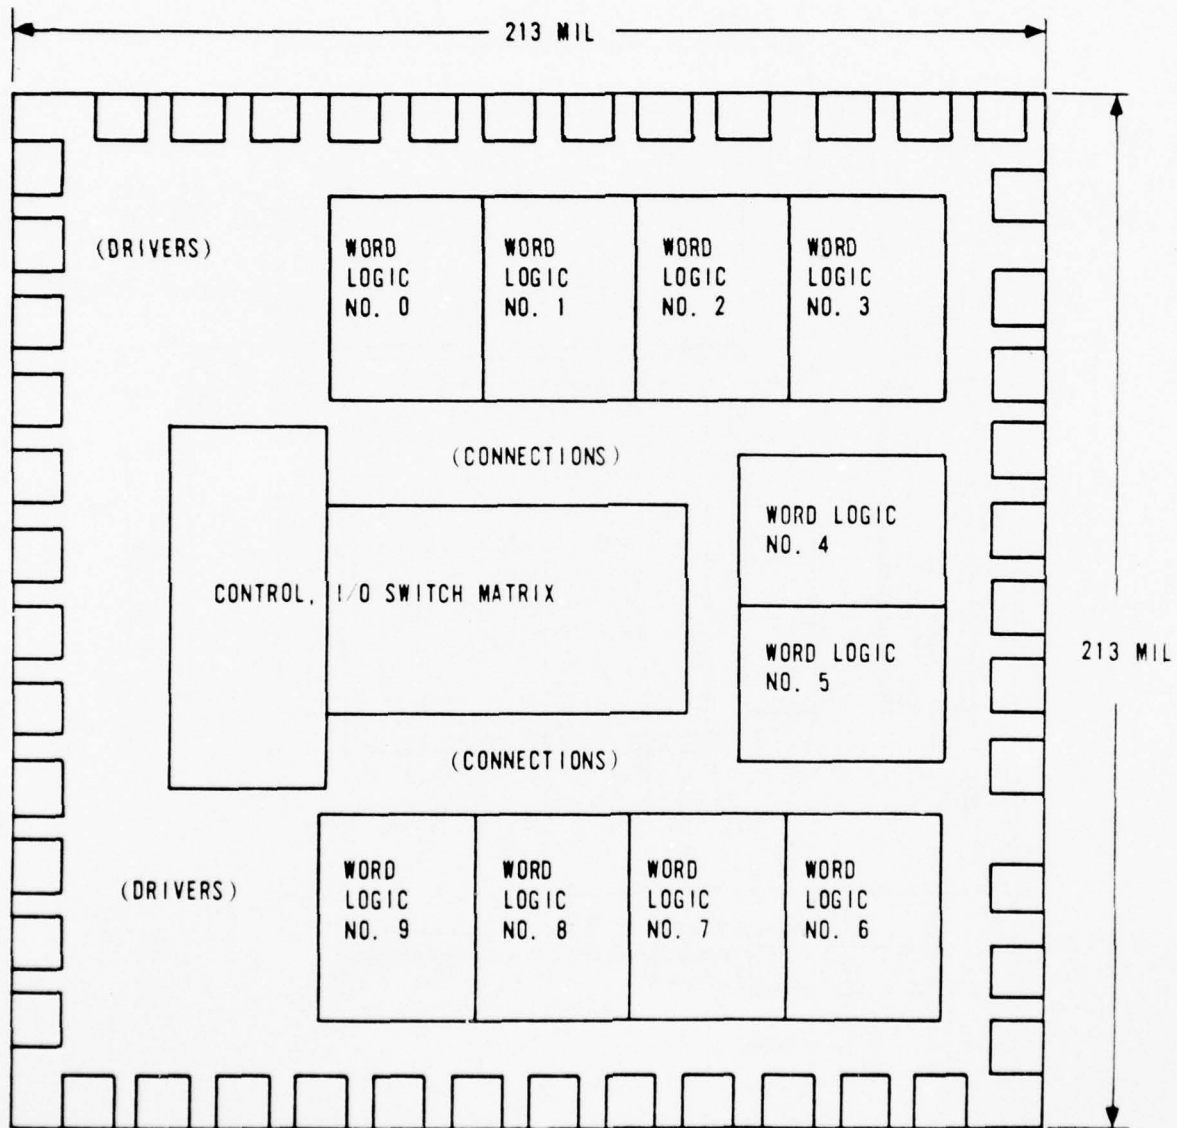 213 MIL
(DRIVERS)
WORD
LOGIC
NO. 0
WORD
LOGIC
NO. 1
WORD
LOGIC
NO. 2
WORD
LOGIC
NO. 3
(CONNECTIONS)
WORD LOGIC
NO. 4
CONTROL, I/O SWITCH MATRIX
WORD LOGIC
NO. 5
213 MIL
(CONNECTIONS)
(DRIVERS)
WORD
LOGIC
NO. 9
WORD
LOGIC
NO. 8
WORD
LOGIC
NO. 7
WORD
LOGIC
NO. 6